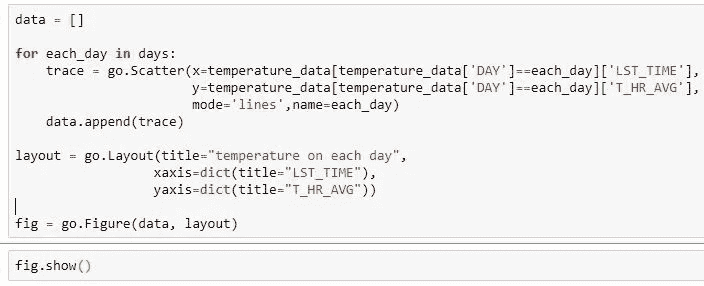 data = []
for each_day in days:
    trace = go.Scatter(x=temperature_data[temperature_data['DAY']==each_day]['LST_TIME'],
                       y=temperature_data[temperature_data['DAY']==each_day]['T_HR_AVG'],
                       mode='lines',name=each_day)
    data.append(trace)
layout = go.Layout(title="temperature on each day",
                  xaxis=dict(title="LST_TIME"),
                  yaxis=dict(title="T_HR_AVG"))
fig = go.Figure(data, layout)
fig.show()